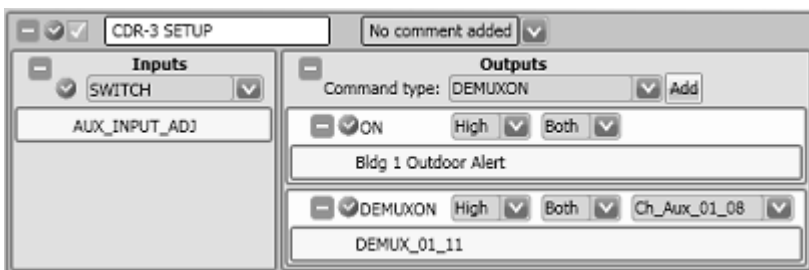 CDR-3 SETUP
No comment added
Inputs
SWITCH
AUX_INPUT_ADJ
Outputs
Command type: DEMUXON Add
ON High Both
Bldg 1 Outdoor Alert
DEMUXON High Both Ch_Aux_01_08
DEMUX_01_11